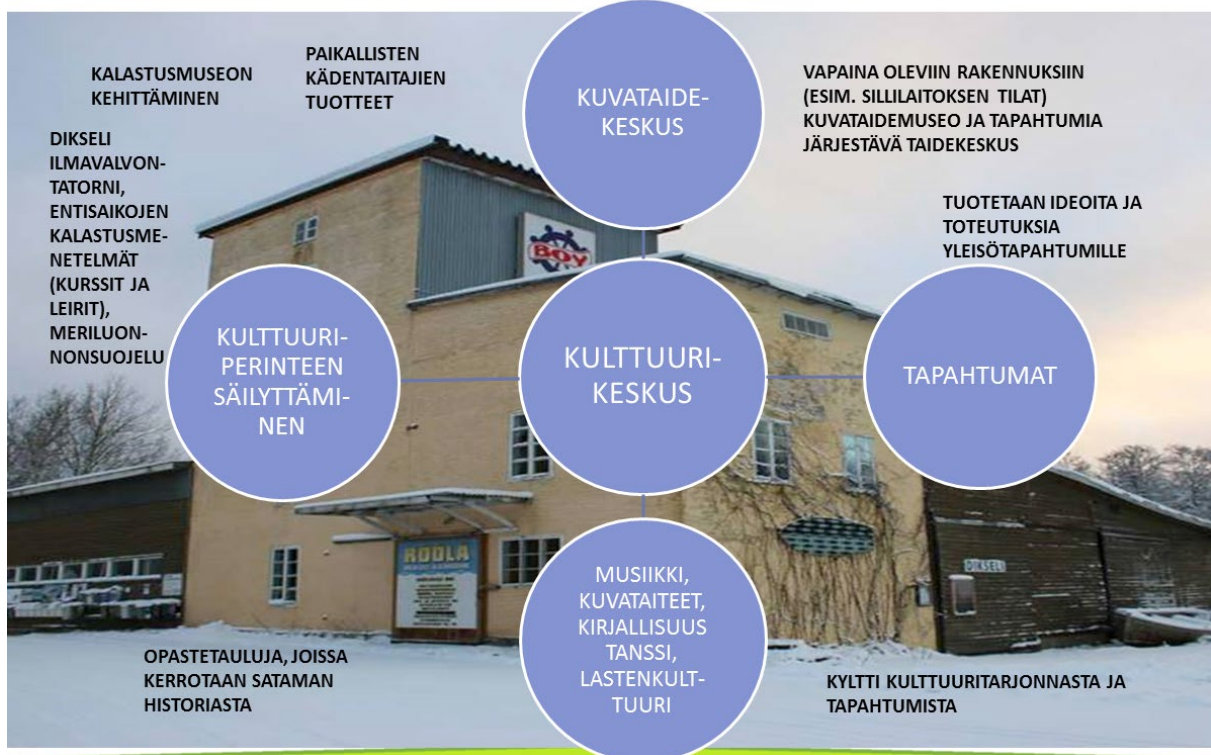 KALASTUSMUSEON
KEHITTÄMINEN
PAIKALLISTEN
KÄDENTAITAJIEN
TUOTTEET
KUVATAIDE-
KESKUS
VAPAINA OLEVIIN RAKENNUKSIIN
(ESIM. SILLILAITOKSEN TILAT)
KUVATAIDEMUSEO JA TAPAHTUMIA
JÄRJESTÄVÄ TAIDEKESKUS
DIKSELI
ILMAVALVON-
TATORNI,
ENTISAIKOJEN
KALASTUSME-
NETELMÄT
(KURSSIT JA
LEIRIT),
MERILUON-
NONSUOJELU
TUOTETAAN IDEOITA JA
TOTEUTUKSIA
YLEISÖTAPAHTUMILLE
BOY
KULTTUURI-
PERINTEEN
SÄILYTTÄMI-
NEN
KULTTUURI-
KESKUS
TAPAHTUMAT
RÖÖLÄ
DIKSELI
MUSIIKKI,
KUVATAITEET,
KIRJALLISUUS
TANSSI,
LASTENKULT-
TUURI
OPASTETAULUJA, JOISSA
KERROTAAN SATAMAN
HISTORIASTA
KYLTTI KULTTUURITARJONNASTA JA
TAPAHTUMISTA